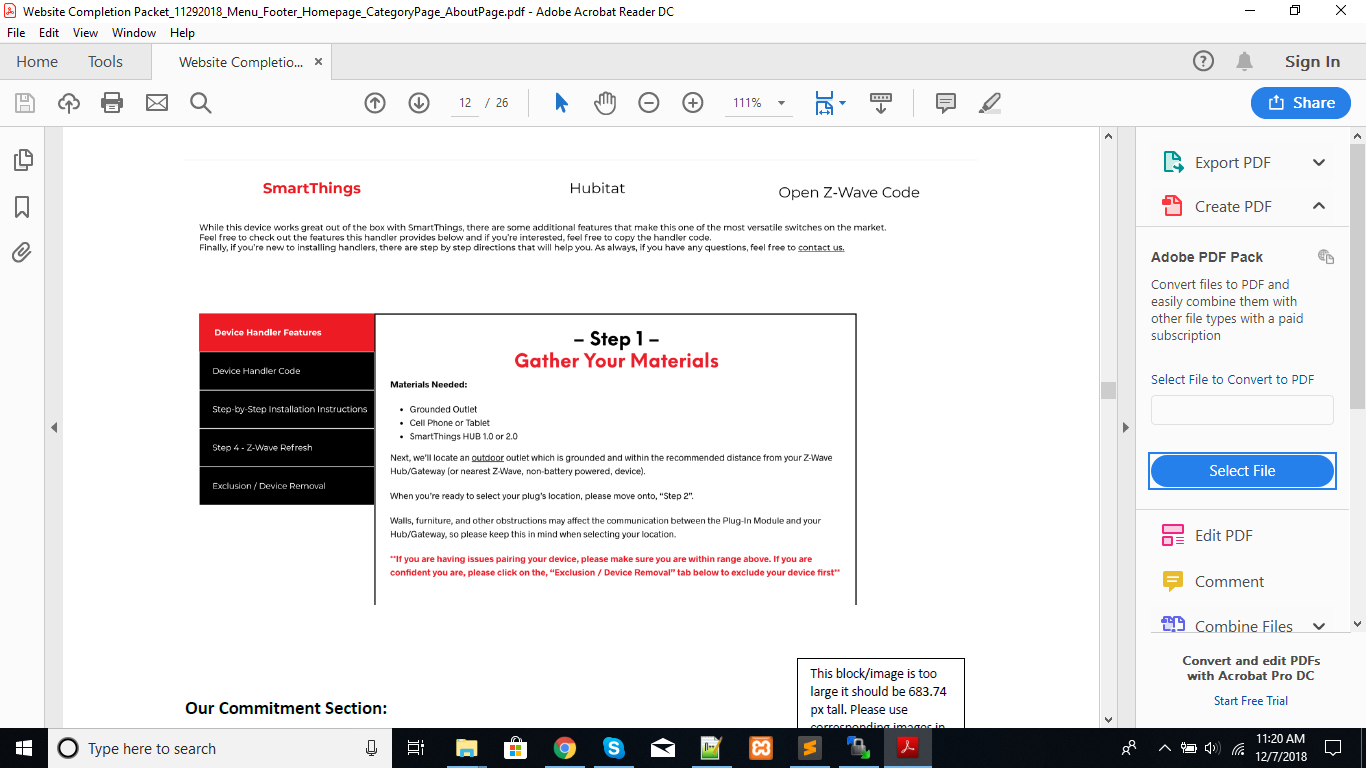 Website Completion Packet_11292018_Menu_Footer_Homepage_CategoryPage_AboutPage.pdf - Adobe Acrobat Reader DC
File Edit View Window Help
Home Tools Website Completio... Sign In
12 / 26 111% Share
SmartThings Hubitat Open Z-Wave Code
While this device works great out of the box with SmartThings, there are some additional features that make this one of the most versatile switches on the market.
Feel free to check out the features this handler provides below and if you're interested, feel free to copy the handler code.
Finally, if you're new to installing handlers, there are step by step directions that will help you. As always, if you have any questions, feel free to contact us.
Device Handler Features
Device Handler Code
Step-by-Step Installation Instructions
Step 4 - Z-Wave Refresh
Exclusion / Device Removal
– Step 1 –
Gather Your Materials
Materials Needed:
• Grounded Outlet
• Cell Phone or Tablet
• SmartThings HUB 1.0 or 2.0
Next, we'll locate an outdoor outlet which is grounded and within the recommended distance from your Z-Wave
Hub/Gateway (or nearest Z-Wave, non-battery powered, device).
When you're ready to select your plug's location, please move onto, “Step 2”.
Walls, furniture, and other obstructions may affect the communication between the Plug-In Module and your
Hub/Gateway, so please keep this in mind when selecting your location.
**If you are having issues pairing your device, please make sure you are within range above. If you are
confident you are, please click on the, “Exclusion / Device Removal” tab below to exclude your device first**
This block/image is too
large it should be 683.74
px tall. Please use
corresponding images in
Our Commitment Section:
Export PDF
Create PDF
Adobe PDF Pack
Convert files to PDF and
easily combine them with
other file types with a paid
subscription
Select File to Convert to PDF
Select File
Edit PDF
Comment
Combine Files
Convert and edit PDFs
with Acrobat Pro DC
Start Free Trial
Type here to search
11:20 AM
12/7/2018